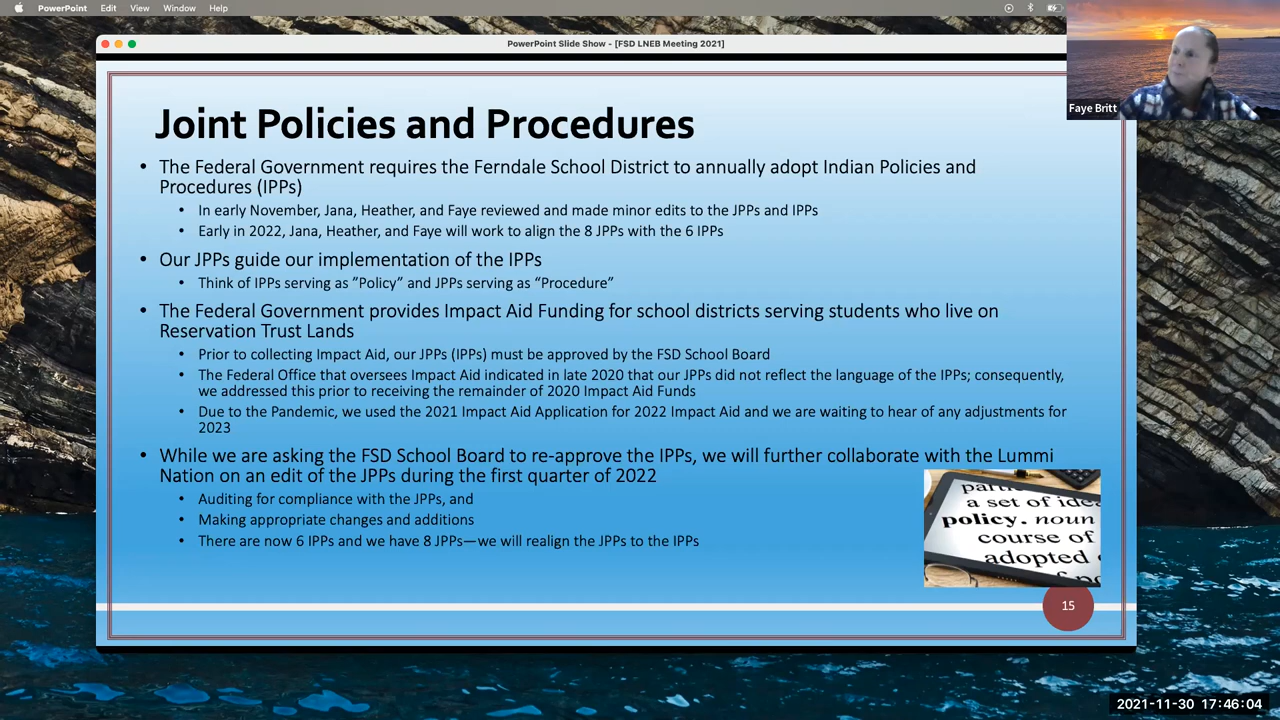 PowerPoint Edit View Window Help
PowerPoint Slide Show - [FSD LNEB Meeting 2021]
Faye Britt
Joint Policies and Procedures
• The Federal Government requires the Ferndale School District to annually adopt Indian Policies and
Procedures (IPPs)
• In early November, Jana, Heather, and Faye reviewed and made minor edits to the JPPs and IPPs
• Early in 2022, Jana, Heather, and Faye will work to align the 8 JPPs with the 6 IPPs
• Our JPPs guide our implementation of the IPPs
• Think of IPPs serving as ”Policy” and JPPs serving as “Procedure”
• The Federal Government provides Impact Aid Funding for school districts serving students who live on
Reservation Trust Lands
• Prior to collecting Impact Aid, our JPPs (IPPs) must be approved by the FSD School Board
• The Federal Office that oversees Impact Aid indicated in late 2020 that our JPPs did not reflect the language of the IPPs; consequently,
we addressed this prior to receiving the remainder of 2020 Impact Aid Funds
• Due to the Pandemic, we used the 2021 Impact Aid Application for 2022 Impact Aid and we are waiting to hear of any adjustments for
2023
• While we are asking the FSD School Board to re-approve the IPPs, we will further collaborate with the Lummi
Nation on an edit of the JPPs during the first quarter of 2022
• Auditing for compliance with the JPPs, and
• Making appropriate changes and additions
• There are now 6 IPPs and we have 8 JPPs—we will realign the JPPs to the IPPs
a set of
policy. noun
course of
adopted
15
2021-11-30 17:46:04